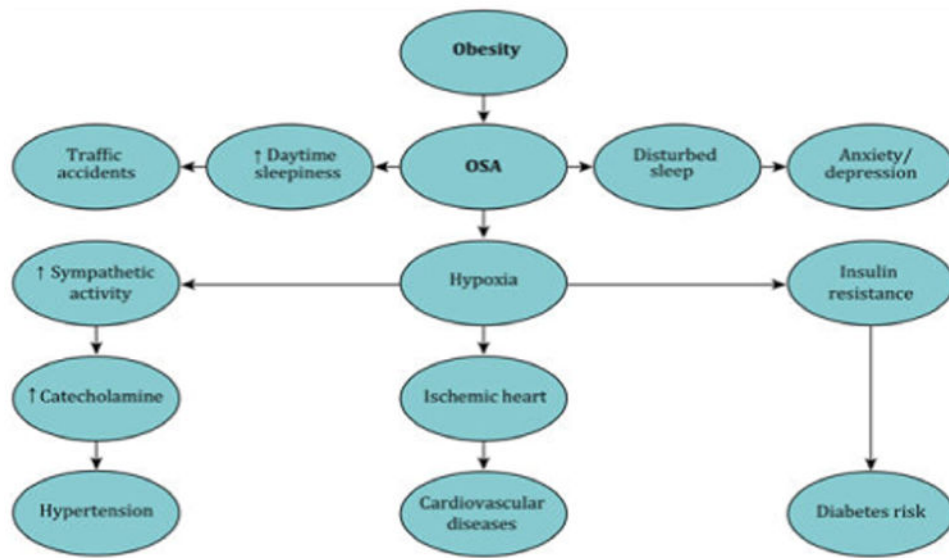 Obesity
Traffic
accidents
↑ Daytime
sleepiness
OSA
Disturbed
sleep
Anxiety/
depression
↑ Sympathetic
activity
Hypoxia
Insulin
resistance
↑ Catecholamine
Ischemic heart
Hypertension
Cardiovascular
diseases
Diabetes risk